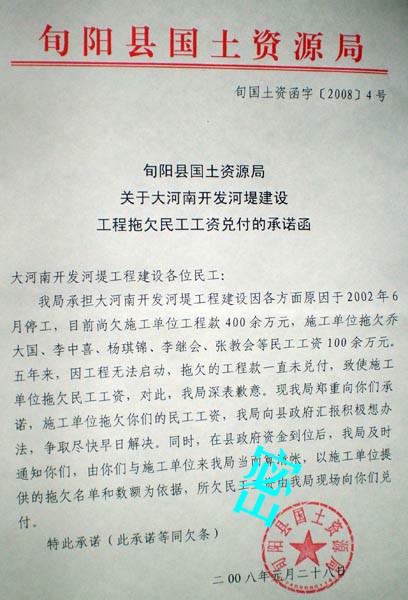 旬阳县国土资源局
旬国土资函字〔2008〕4号
旬阳县国土资源局
关于大河南开发河堤建设
工程拖欠民工工资兑付的承诺函
大河南开发河堤工程建设各位民工：
我局承担大河南开发河堤工程建设因各方面原因于2002年6
月停工，目前尚欠施工单位工程款400余万元，施工单位拖欠乔
大国、李中喜、杨琪锦、李继会、张教会等民工工资100余万元。
五年来，因工程无法启动，拖欠的工程款一直未兑付，致使施工
单位拖欠民工工资，对此，我局深表歉意。现我局郑重向你们承
诺，施工单位拖欠你们的民工工资，我局向县政府汇报积极想办
法，争取尽快早日解决。同时，在县政府资金到位后，我局及时
通知你们，由你们与施工单位来我局当面算账，以施工单位提
供的拖欠名单和数额为依据，所欠民工工资由我局现场向你们兑
付。
特此承诺（此承诺等同欠条）
旬阳县国土资源局
二00八年元月二十八日